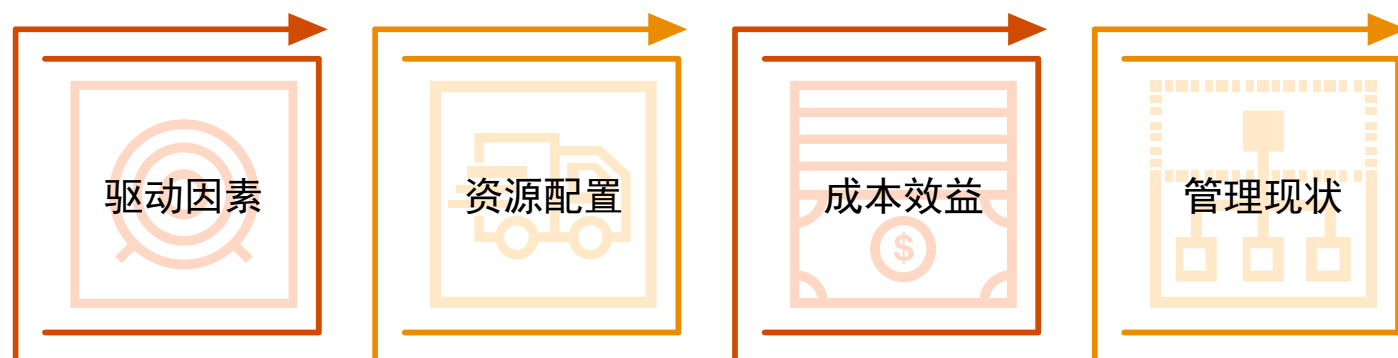 驱动因素
资源配置
成本效益
$
管理现状